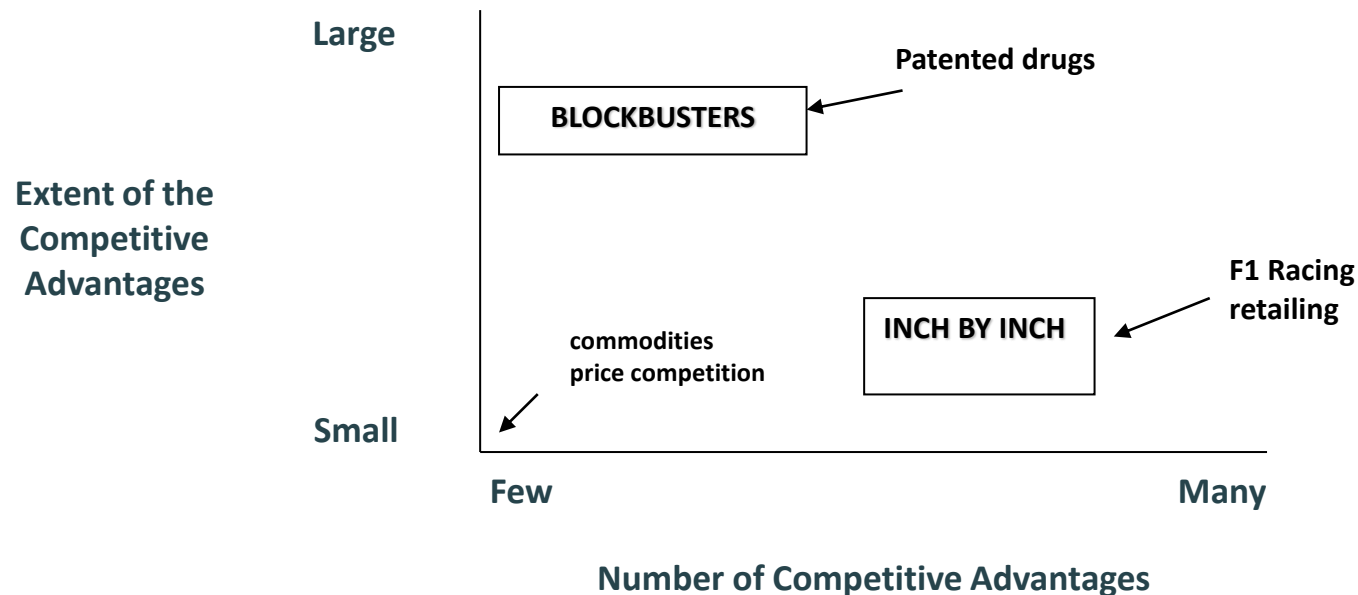 Large
Patented drugs
BLOCKBUSTERS
Extent of the
Competitive
Advantages
F1 Racing
retailing
INCH BY INCH
commodities
price competition
Small
Few
Many
Number of Competitive Advantages